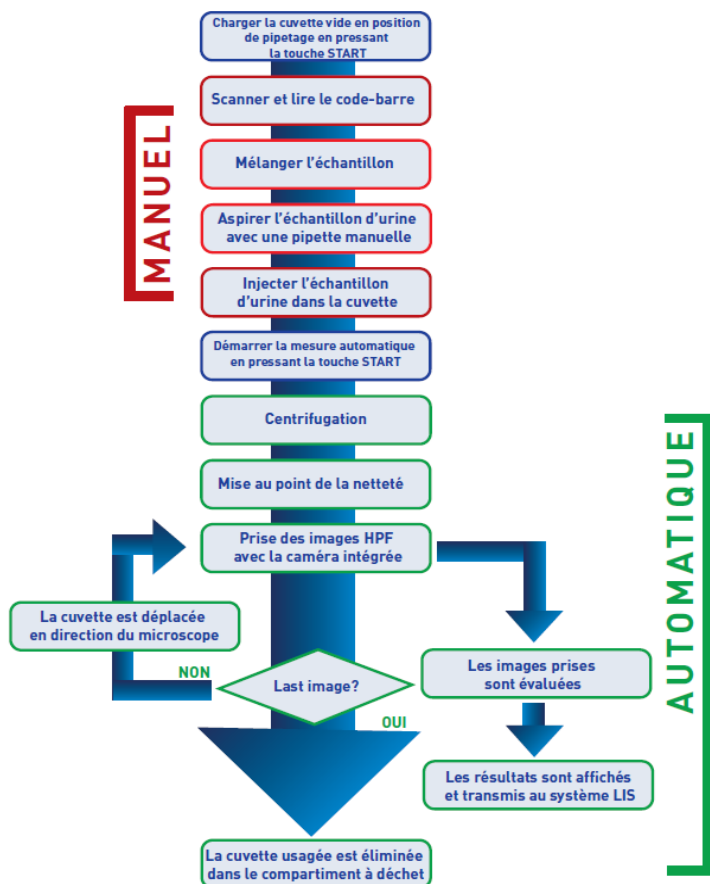 Charger la cuvette vide en position
de pipetage en pressant
la touche START
MANUEL
Scanner et lire le code-barre
Mélanger l'échantillon
Aspirer l'échantillon d'urine
avec une pipette manuelle
Injecter l'échantillon
d'urine dans la cuvette
Démarrer la mesure automatique
en pressant la touche START
AUTOMATIQUE
Centrifugation
Mise au point de la netteté
Prise des images HPF
avec la caméra intégrée
La cuvette est déplacée
en direction du microscope
NON
Last image?
OUI
Les images prises
sont évaluées
Les résultats sont affichés
et transmis au système LIS
La cuvette usagée est éliminée
dans le compartiment à déchet